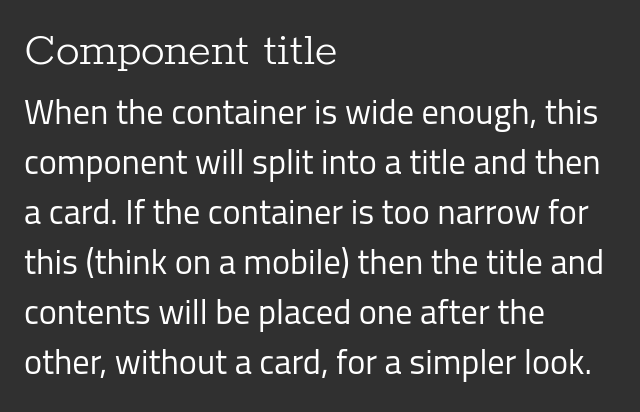 Component title
When the container is wide enough, this
component will split into a title and then
a card. If the container is too narrow for
this (think on a mobile) then the title and
contents will be placed one after the
other, without a card, for a simpler look.